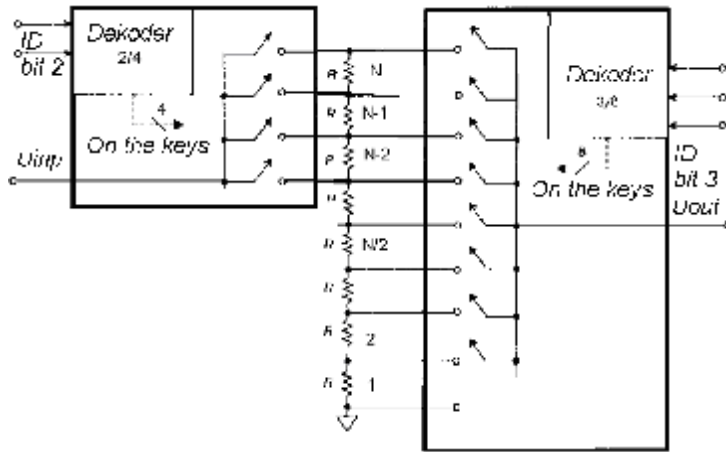 ID
bit 2
Dekoder
2/4
4
On the keys
Uinp
R
N
R
N-1
R
N-2
R
R
N/2
R
R
2
R
1
Dekoder
3/8
8
On the keys
ID
bit 3
Uout